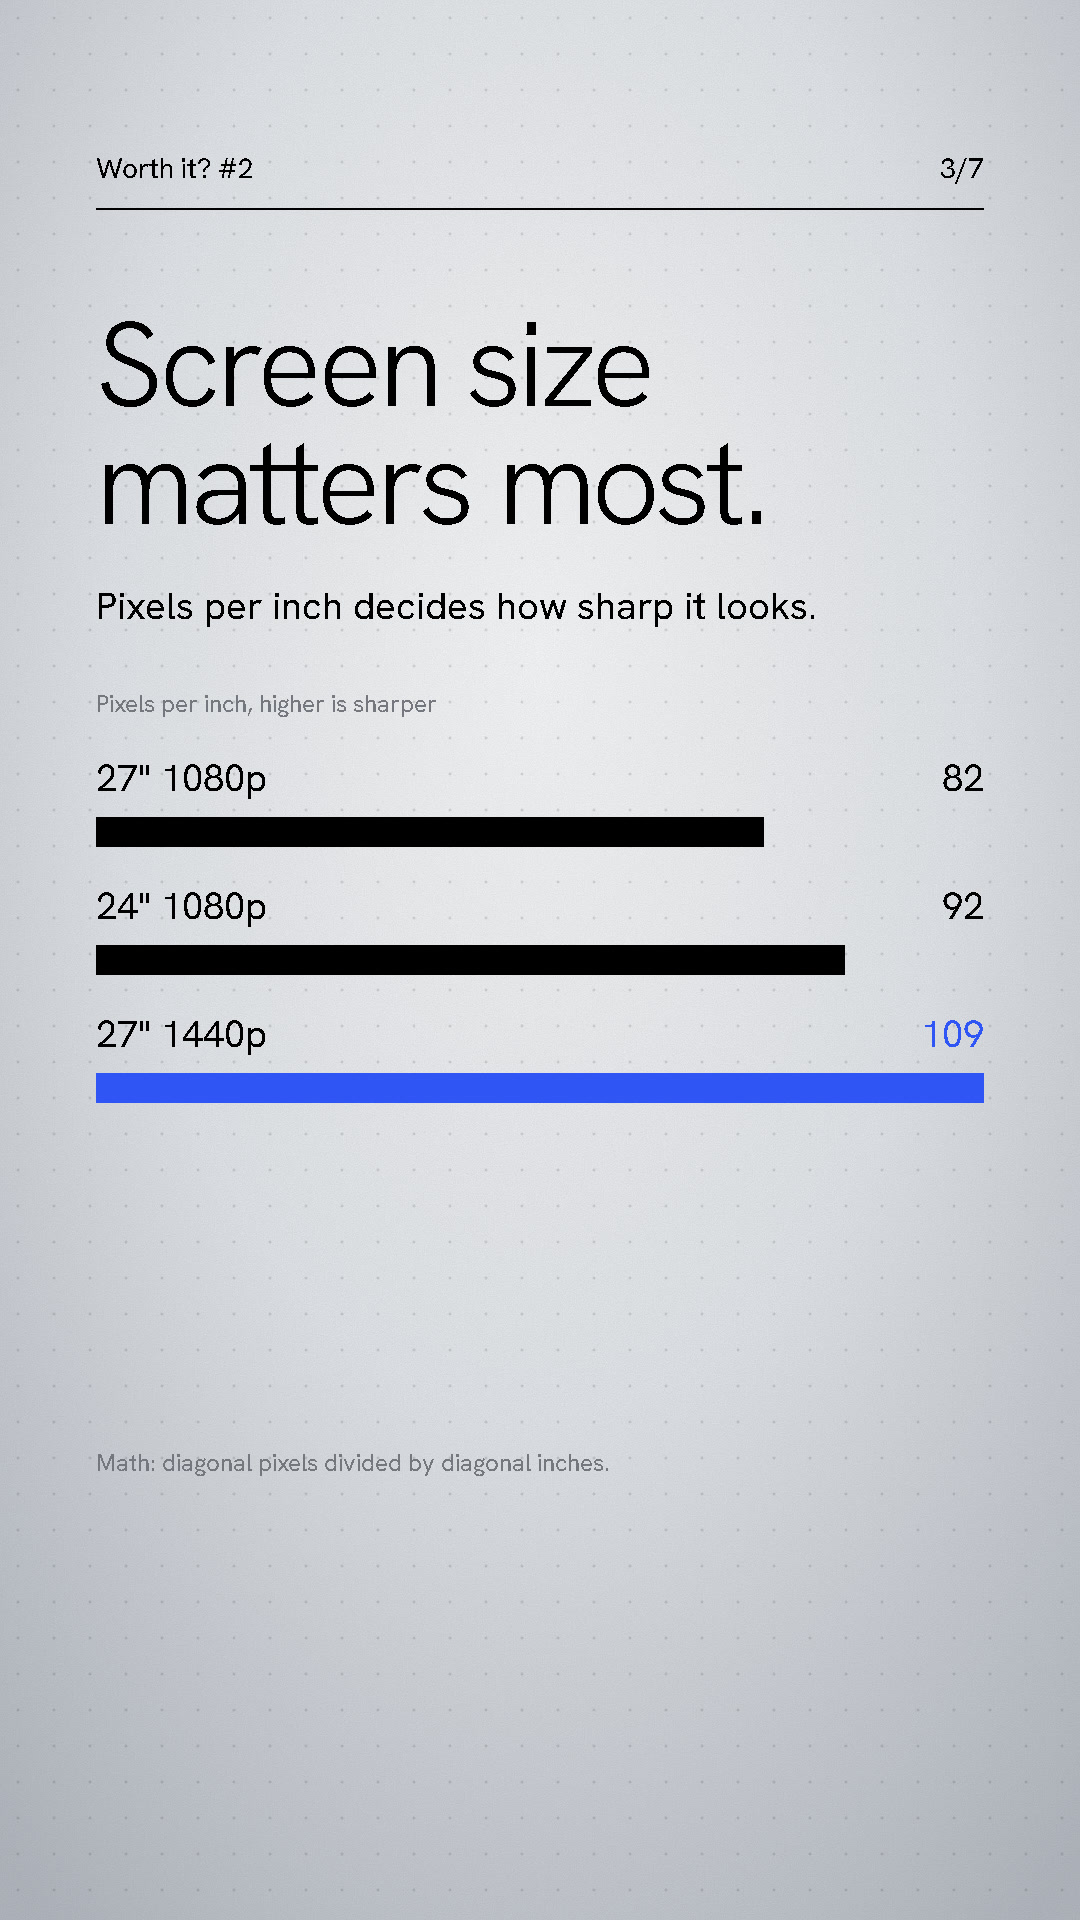 Worth it? #2
3/7
Screen size
matters most.
Pixels per inch decides how sharp it looks.
Pixels per inch, higher is sharper
27" 1080p
82
24" 1080p
92
27" 1440p
109
Math: diagonal pixels divided by diagonal inches.